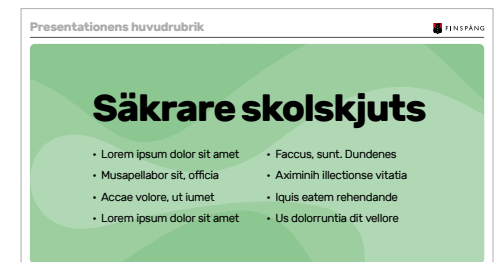 Presentationens huvudrubrik
FINSPÅNG
Säkrare skolskjuts
• Lorem ipsum dolor sit amet
• Musapellabor sit, officia
• Accae volore, ut iumet
• Lorem ipsum dolor sit amet
• Faccus, sunt. Dundenes
• Aximinih illectionse vitatia
• Iquis eatem rehendande
• Us dolorruntia dit vellore